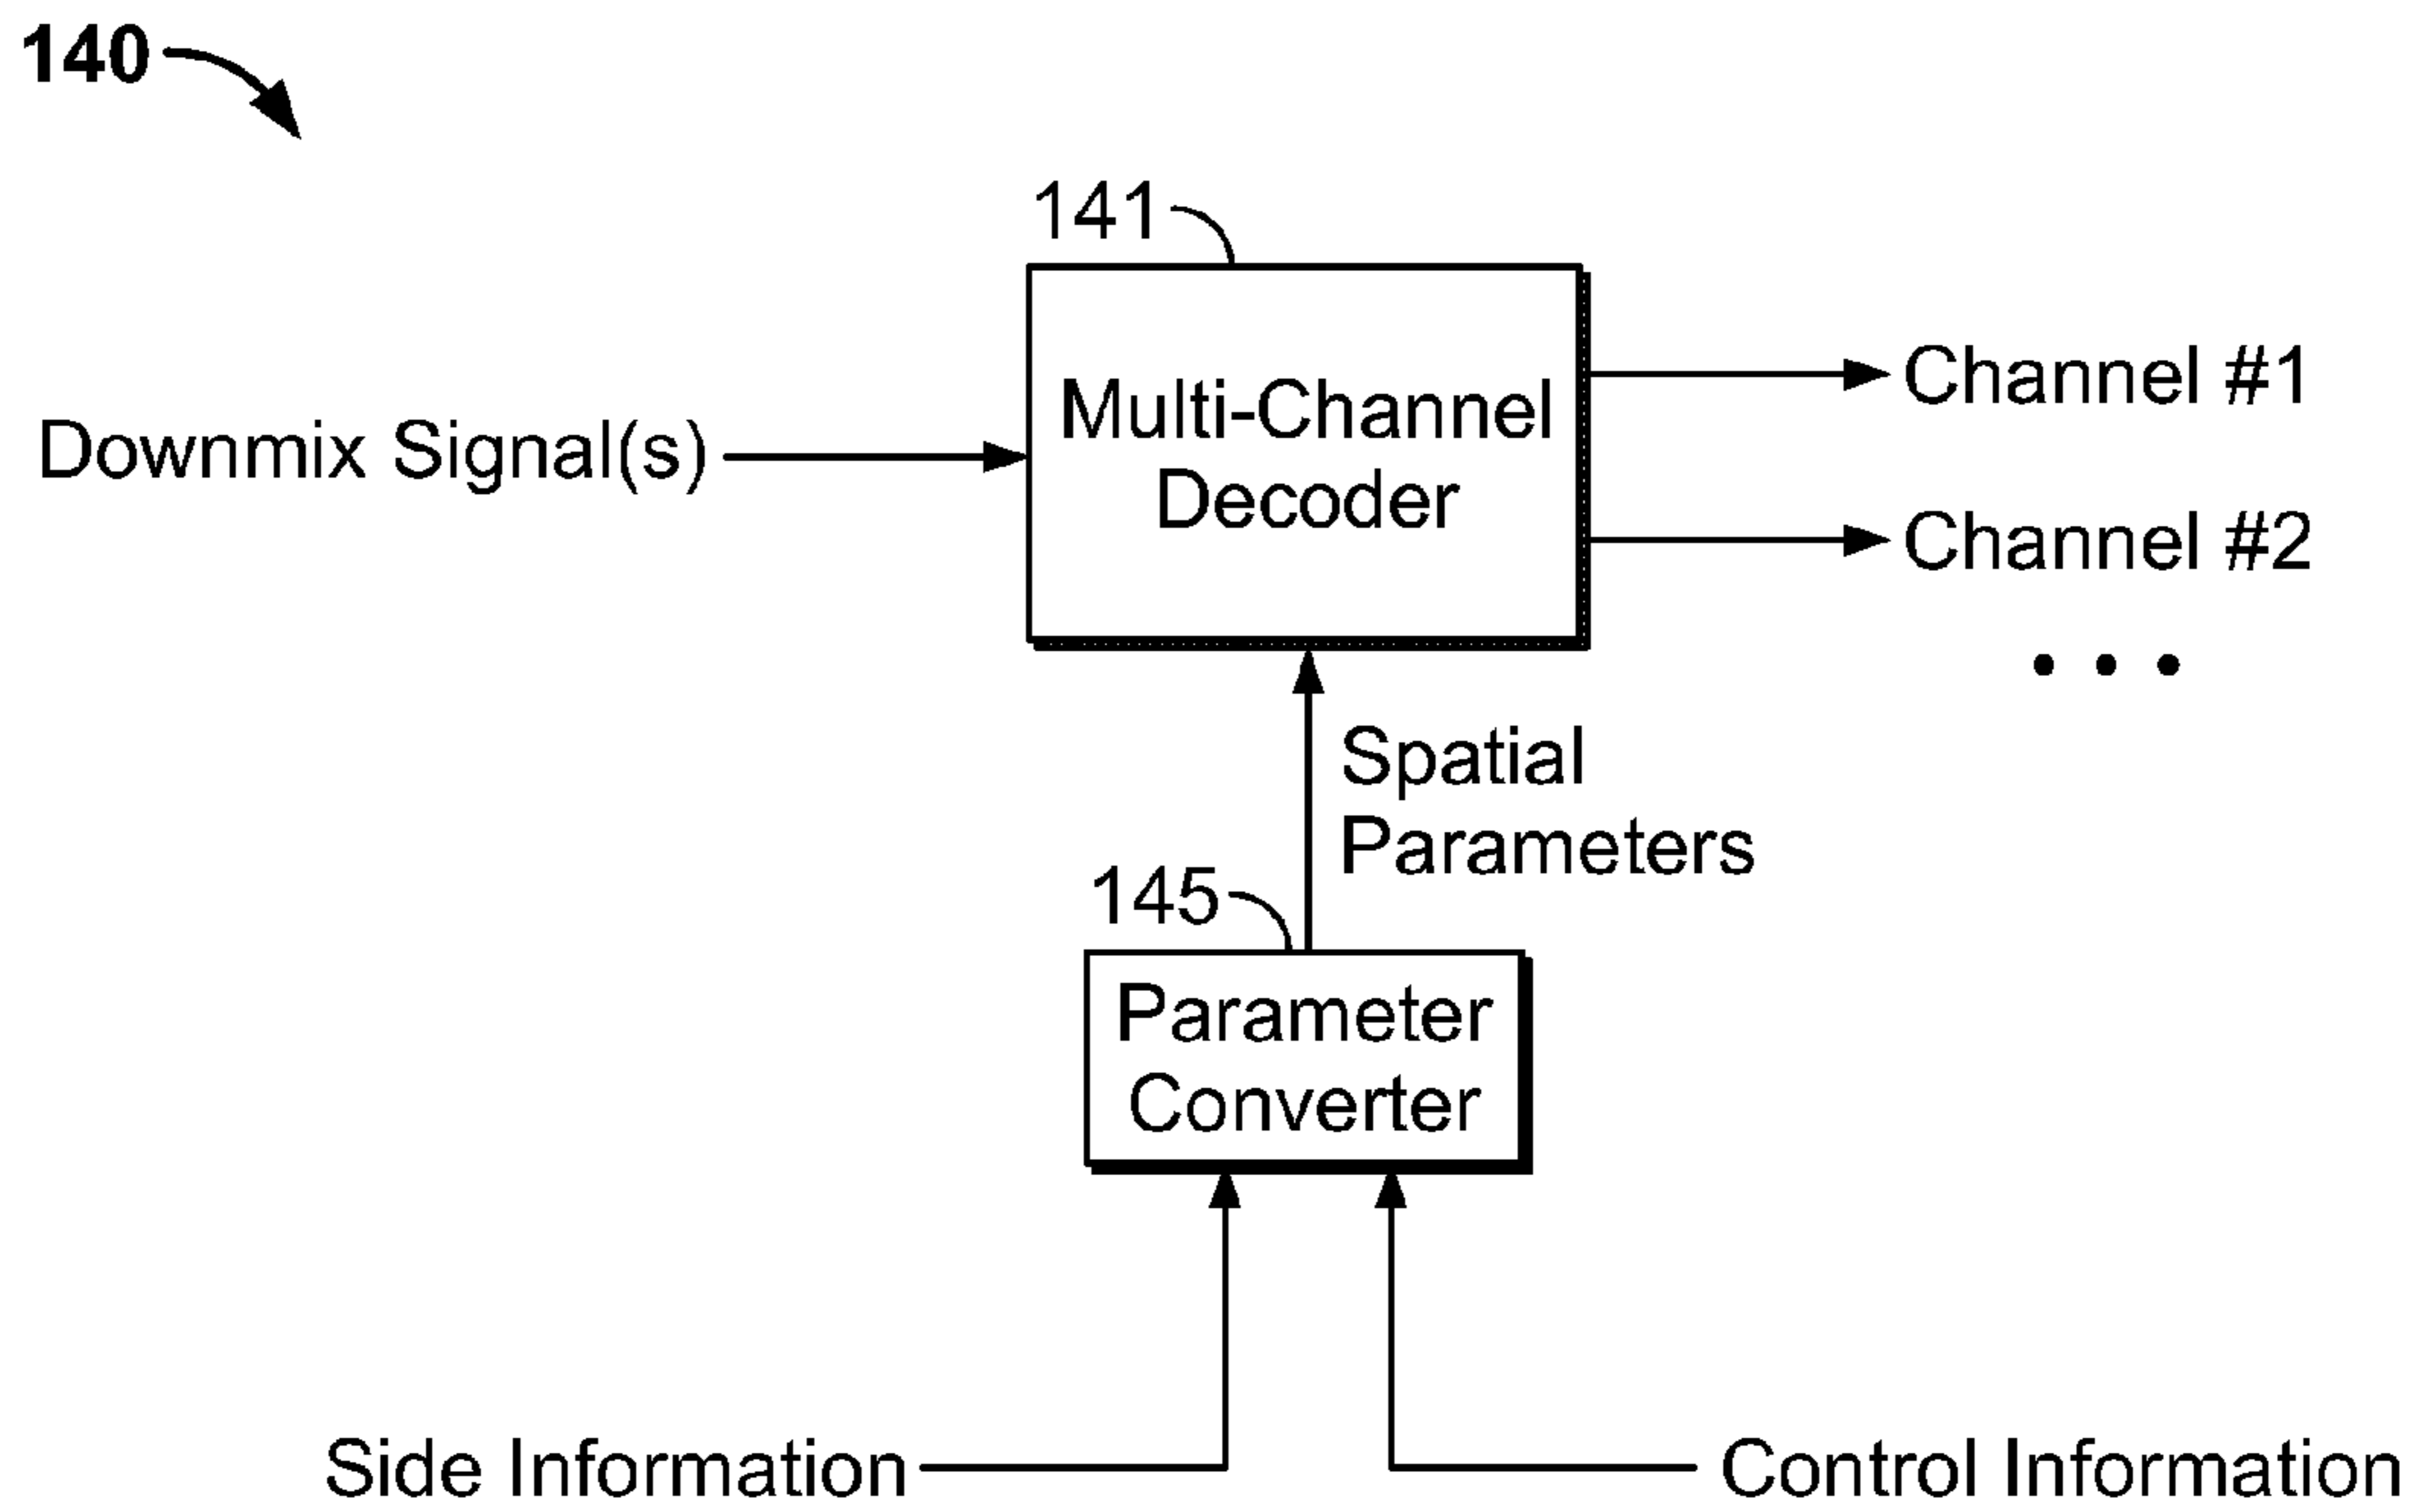 140
141
Multi-Channel
Decoder
Downmix Signal(s)
Channel #1
Channel #2
• • •
Spatial
Parameters
145
Parameter
Converter
Side Information
Control Information